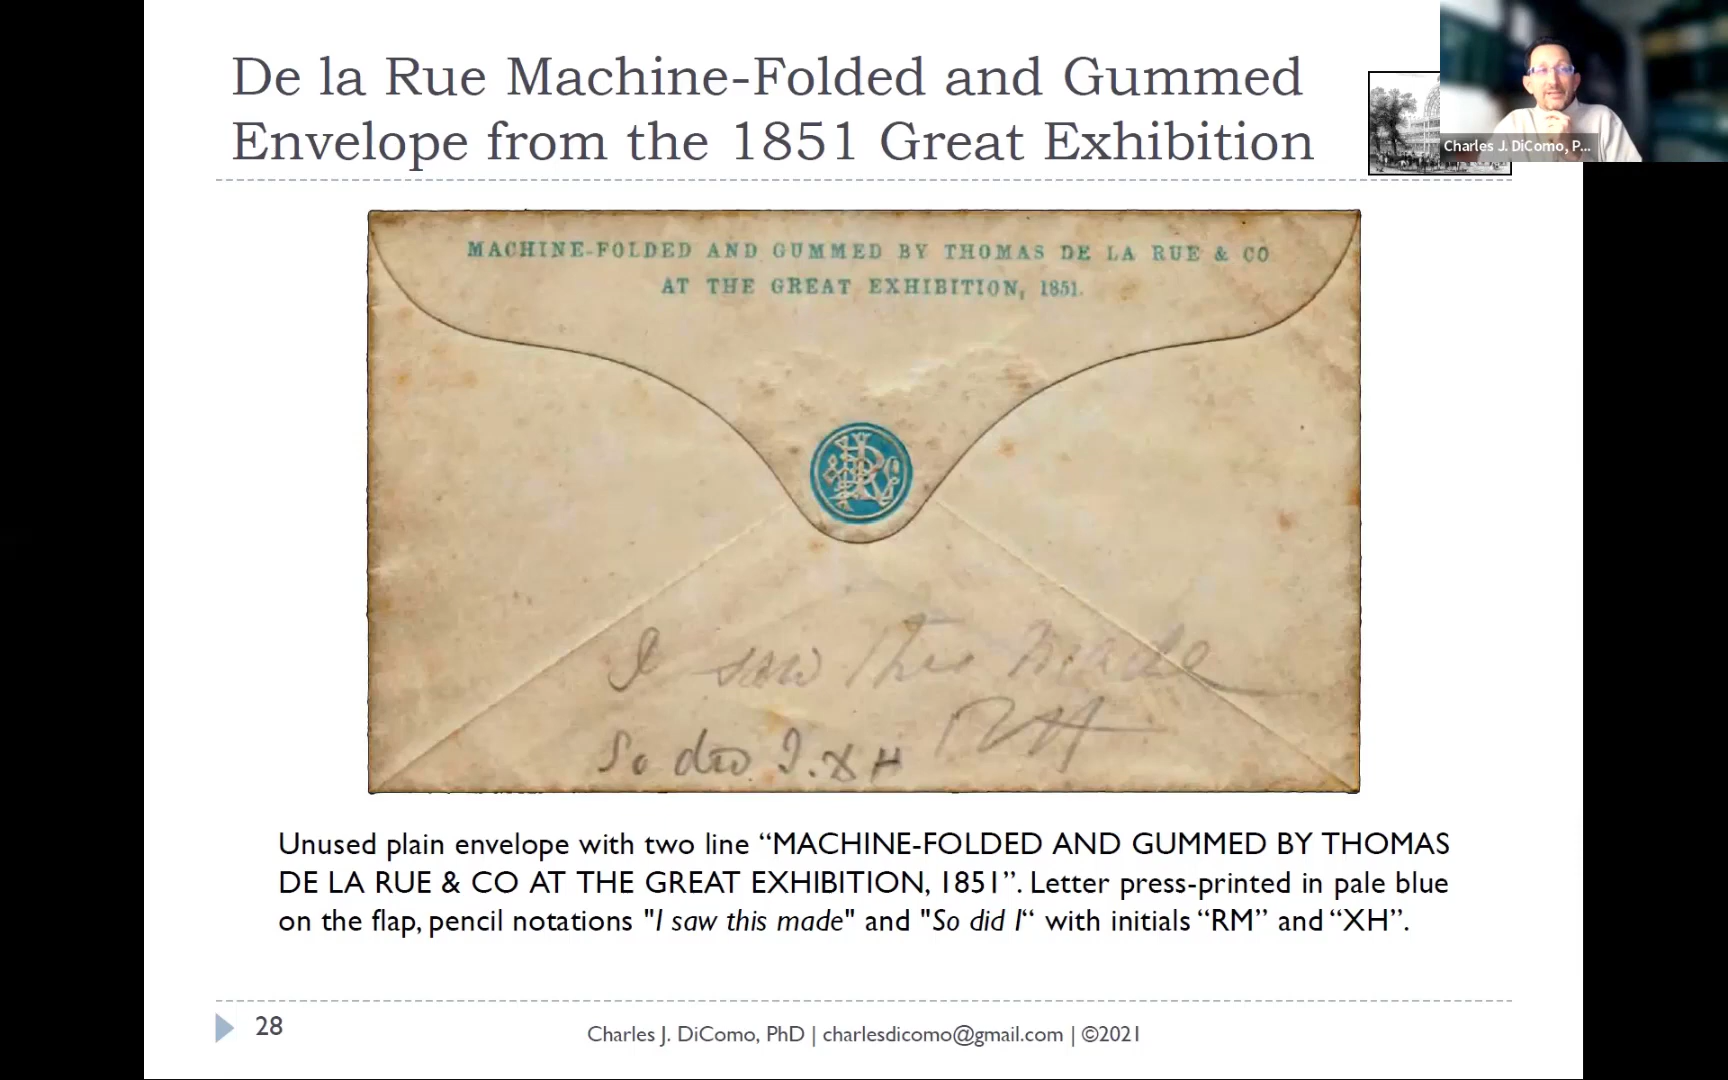 De la Rue Machine-Folded and Gummed
Envelope from the 1851 Great Exhibition
Charles J. DiComo, P...
MACHINE-FOLDED AND GUMMED BY THOMAS DE LA RUE & CO
AT THE GREAT EXHIBITION, 1851.
I saw this made
RH
So did I. XH
Unused plain envelope with two line “MACHINE-FOLDED AND GUMMED BY THOMAS
DE LA RUE & CO AT THE GREAT EXHIBITION, 1851”. Letter press-printed in pale blue
on the flap, pencil notations "I saw this made" and "So did I“ with initials “RM” and “XH”.
28
Charles J. DiComo, PhD | charlesdicomo@gmail.com | ©2021